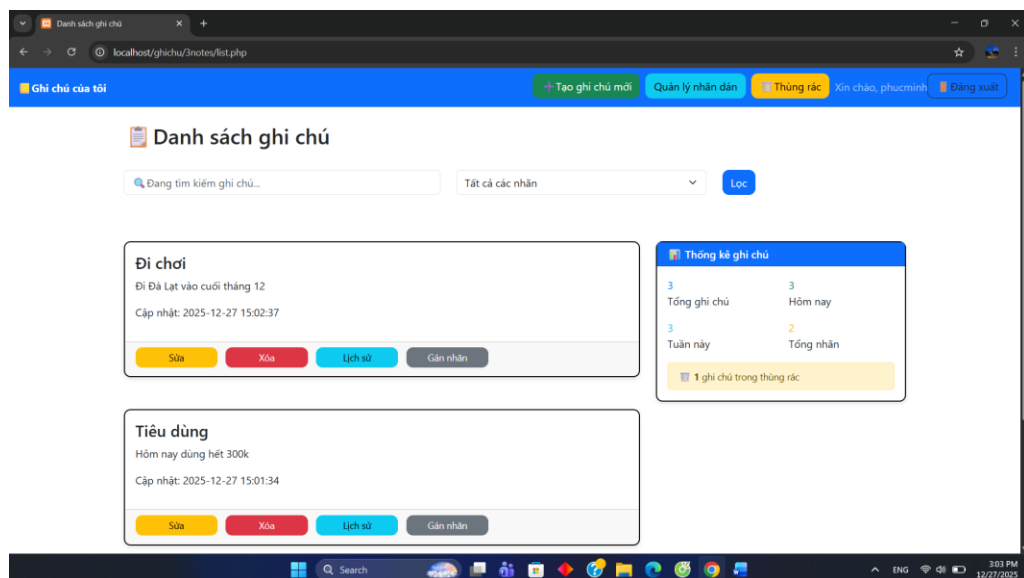 Danh sách ghi chú
localhost/ghichu/3notes/list.php
Ghi chú của tôi
Tạo ghi chú mới
Quản lý nhãn dán
Thùng rác
Xin chào, phucminh
Đăng xuất
Danh sách ghi chú
Đang tìm kiếm ghi chú...
Tất cả các nhãn
Lọc
Đi chơi
Đi Đà Lạt vào cuối tháng 12
Cập nhật: 2025-12-27 15:02:37
Sửa
Xóa
Lịch sử
Gán nhãn
Thống kê ghi chú
3
3
Tổng ghi chú
Hôm nay
3
2
Tuần này
Tổng nhãn
1 ghi chú trong thùng rác
Tiêu dùng
Hôm nay dùng hết 300k
Cập nhật: 2025-12-27 15:01:34
Sửa
Xóa
Lịch sử
Gán nhãn
Search
ENG
3:03 PM
12/27/2025